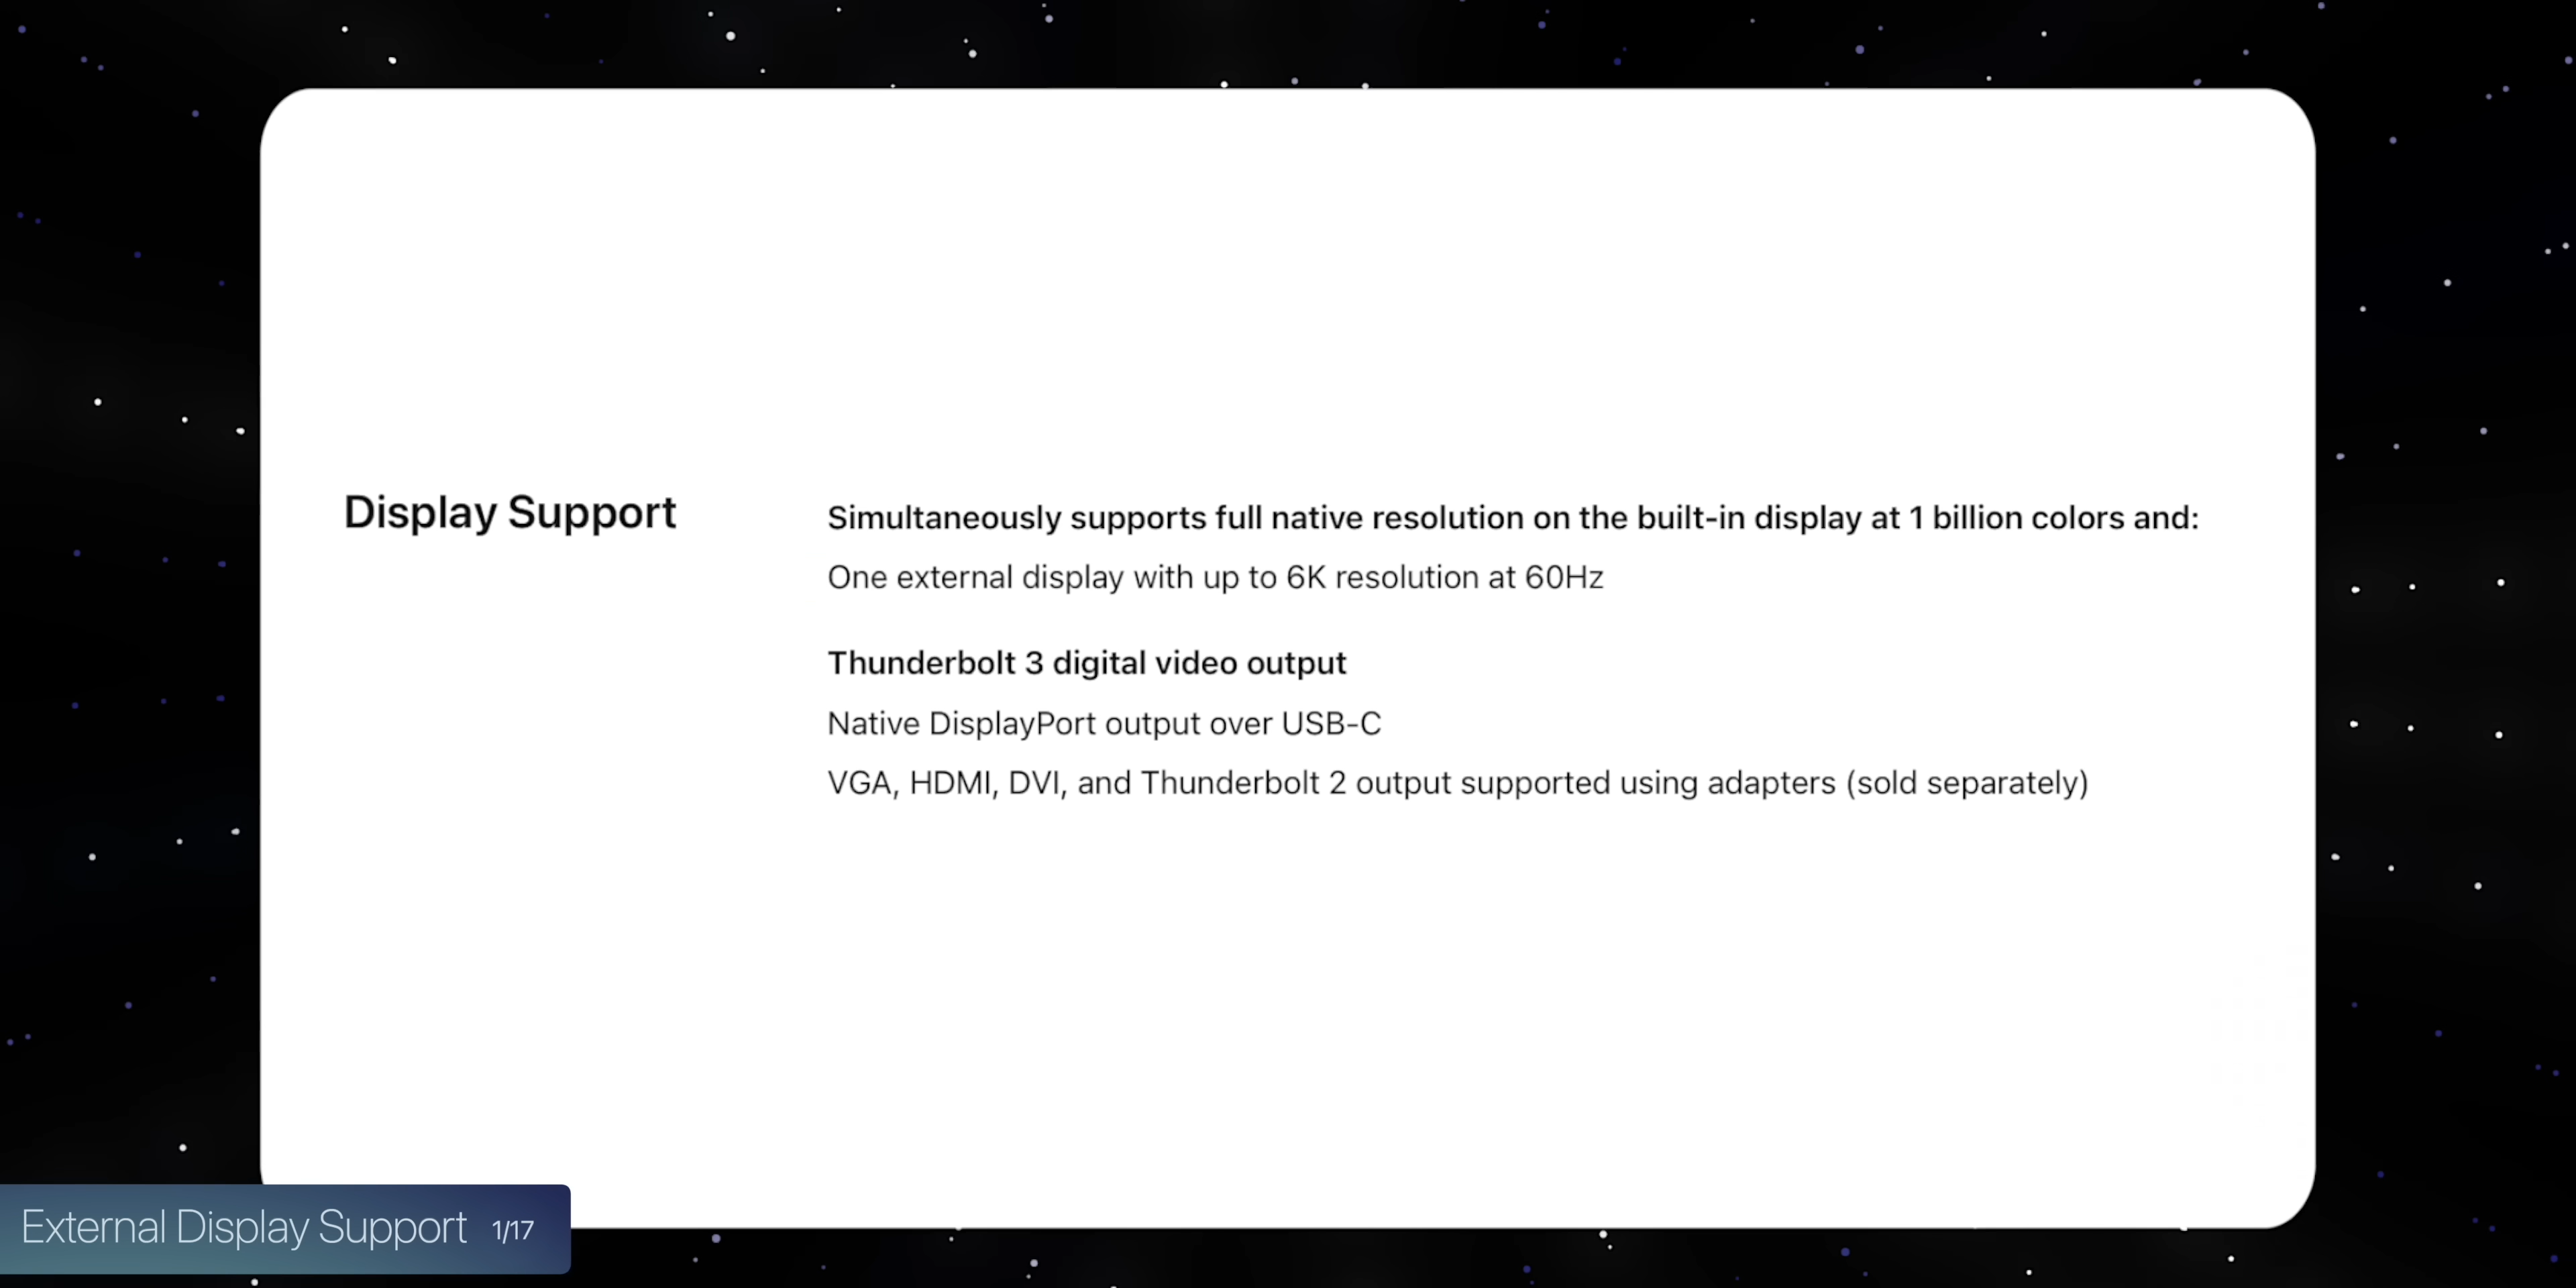 Display Support
Simultaneously supports full native resolution on the built-in display at 1 billion colors and:
One external display with up to 6K resolution at 60Hz
Thunderbolt 3 digital video output
Native DisplayPort output over USB-C
VGA, HDMI, DVI, and Thunderbolt 2 output supported using adapters (sold separately)
External Display Support 1/17